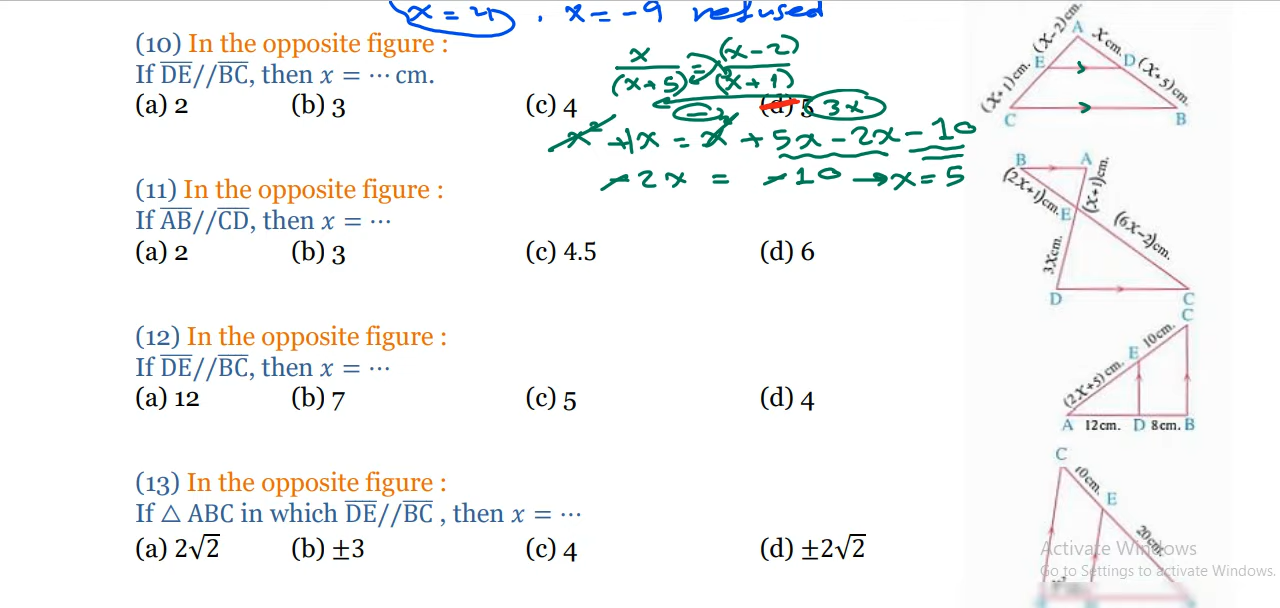 x = 4 , x = -9 refused
(10) In the opposite figure :
If DE//BC, then x = ··· cm.
(a) 2 (b) 3 (c) 4 (d) 5
x/(x+5) = (x-2)/(x+1)
3x
x² + 1x = x² + 5x - 2x - 10
-2x = -10 → x = 5
A
x cm.
(X-2)cm.
E
D
(X+5)cm.
(X+1)cm.
C
B
(11) In the opposite figure :
If AB//CD, then x = ···
(a) 2 (b) 3 (c) 4.5 (d) 6
B
A
(2X+1)cm.
(X+1)cm.
E
(6X-2)cm.
3Xcm.
D
C
(12) In the opposite figure :
If DE//BC, then x = ···
(a) 12 (b) 7 (c) 5 (d) 4
C
10cm.
E
(2X+5)cm.
A 12cm. D 8cm. B
(13) In the opposite figure :
If △ ABC in which DE//BC , then x = ···
(a) 2√2 (b) ±3 (c) 4 (d) ±2√2
C
10cm.
E
20cm.
Activate Windows
Go to Settings to activate Windows.